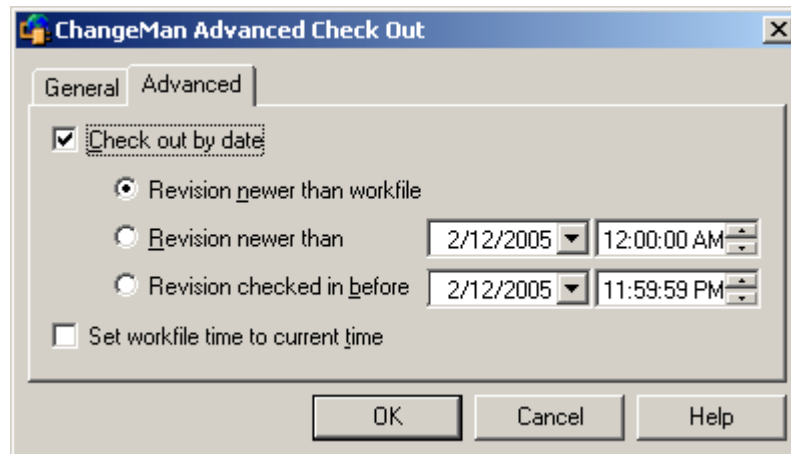 ChangeMan Advanced Check Out
General Advanced
Check out by date
Revision newer than workfile
Revision newer than 2/12/2005 12:00:00 AM
Revision checked in before 2/12/2005 11:59:59 PM
Set workfile time to current time
OK Cancel Help